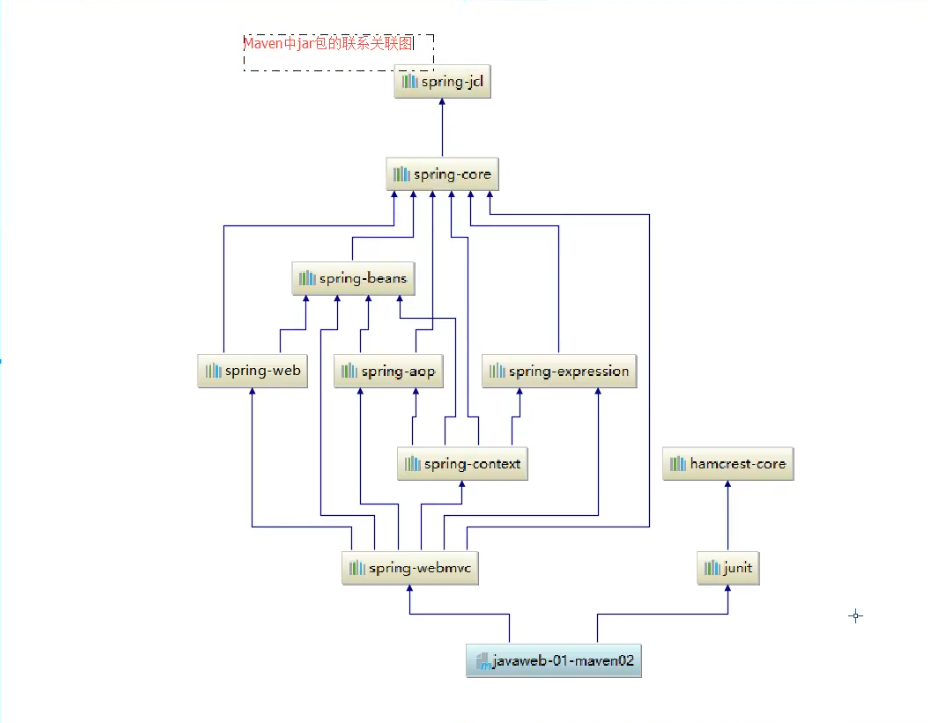 Maven中jar包的联系关联图
spring-jcl
spring-core
spring-beans
spring-web
spring-aop
spring-expression
spring-context
hamcrest-core
spring-webmvc
junit
javaweb-01-maven02